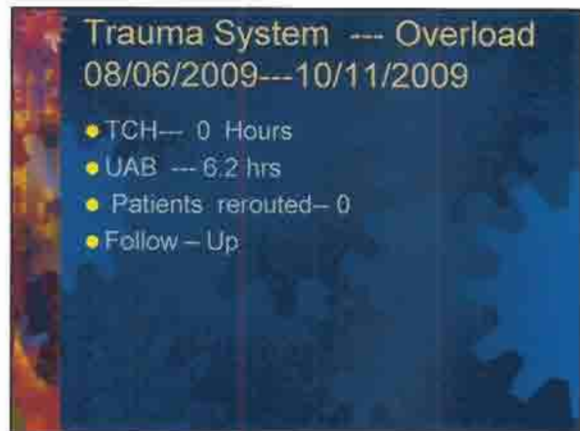 Trauma System --- Overload
08/06/2009---10/11/2009
TCH--- 0 Hours
UAB --- 6.2 hrs
Patients rerouted-- 0
Follow – Up